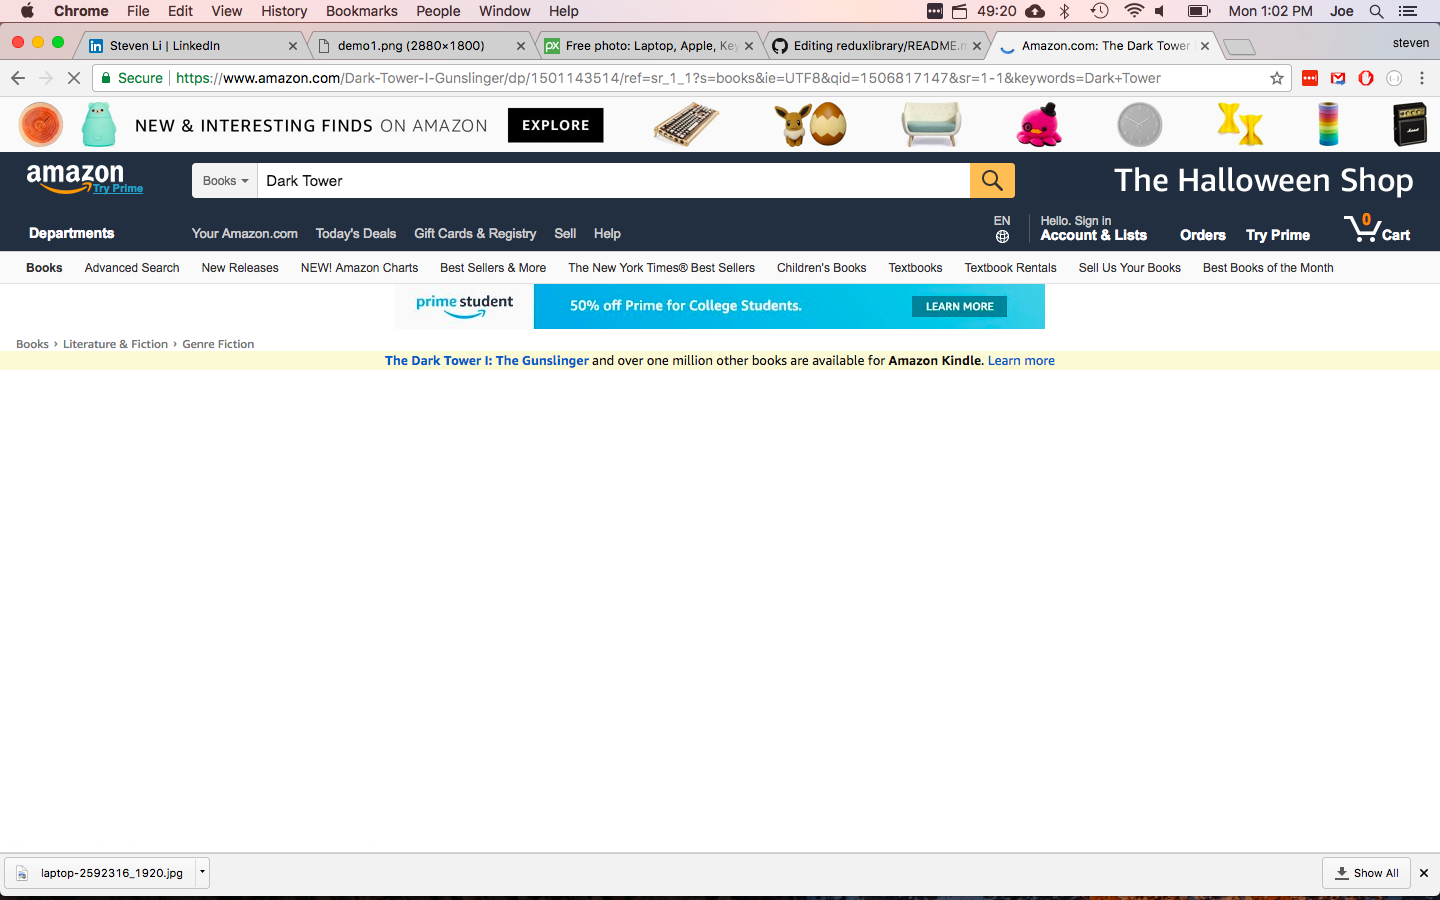 Chrome File Edit View History Bookmarks People Window Help 49:20 Mon 1:02 PM Joe
Steven Li | LinkedIn
demo1.png (2880×1800)
Free photo: Laptop, Apple, Key
Editing reduxlibrary/README.m
Amazon.com: The Dark Tower
steven
Secure https://www.amazon.com/Dark-Tower-I-Gunslinger/dp/1501143514/ref=sr_1_1?s=books&ie=UTF8&qid=1506817147&sr=1-1&keywords=Dark+Tower
NEW & INTERESTING FINDS ON AMAZON EXPLORE
amazon Try Prime
Books Dark Tower
The Halloween Shop
Departments Your Amazon.com Today's Deals Gift Cards & Registry Sell Help
EN
Hello. Sign in
Account & Lists
Orders Try Prime 0 Cart
Books Advanced Search New Releases NEW! Amazon Charts Best Sellers & More The New York Times® Best Sellers Children's Books Textbooks Textbook Rentals Sell Us Your Books Best Books of the Month
prime student 50% off Prime for College Students. LEARN MORE
Books › Literature & Fiction › Genre Fiction
The Dark Tower I: The Gunslinger and over one million other books are available for Amazon Kindle. Learn more
laptop-2592316_1920.jpg
Show All